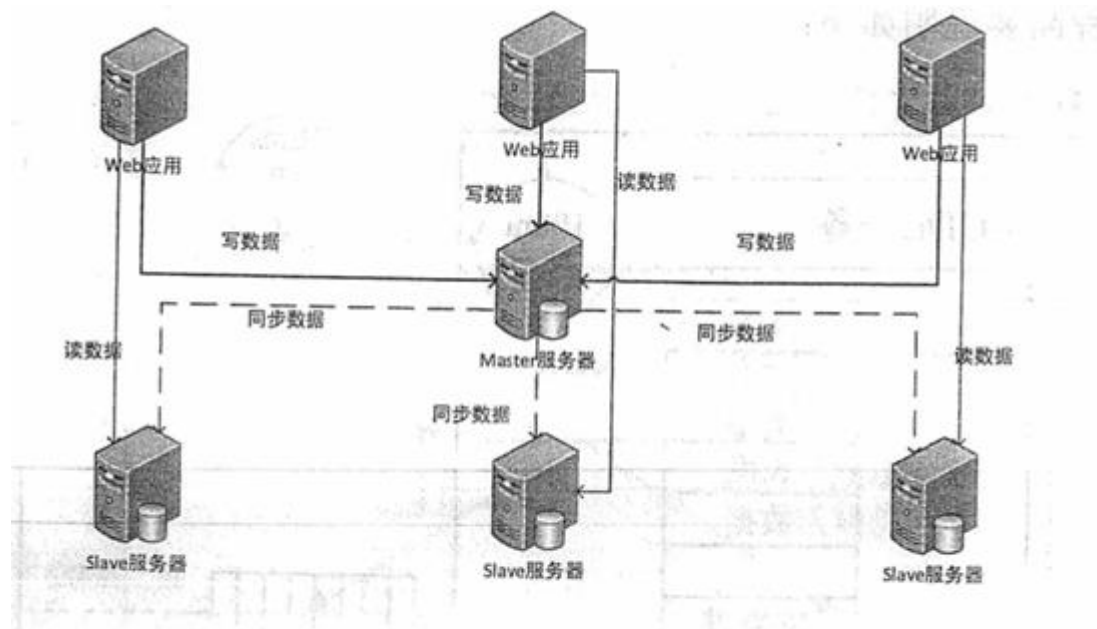 Web应用
Web应用
Web应用
写数据
读数据
写数据
写数据
同步数据
同步数据
读数据
Master服务器
读数据
同步数据
Slave服务器
Slave服务器
Slave服务器